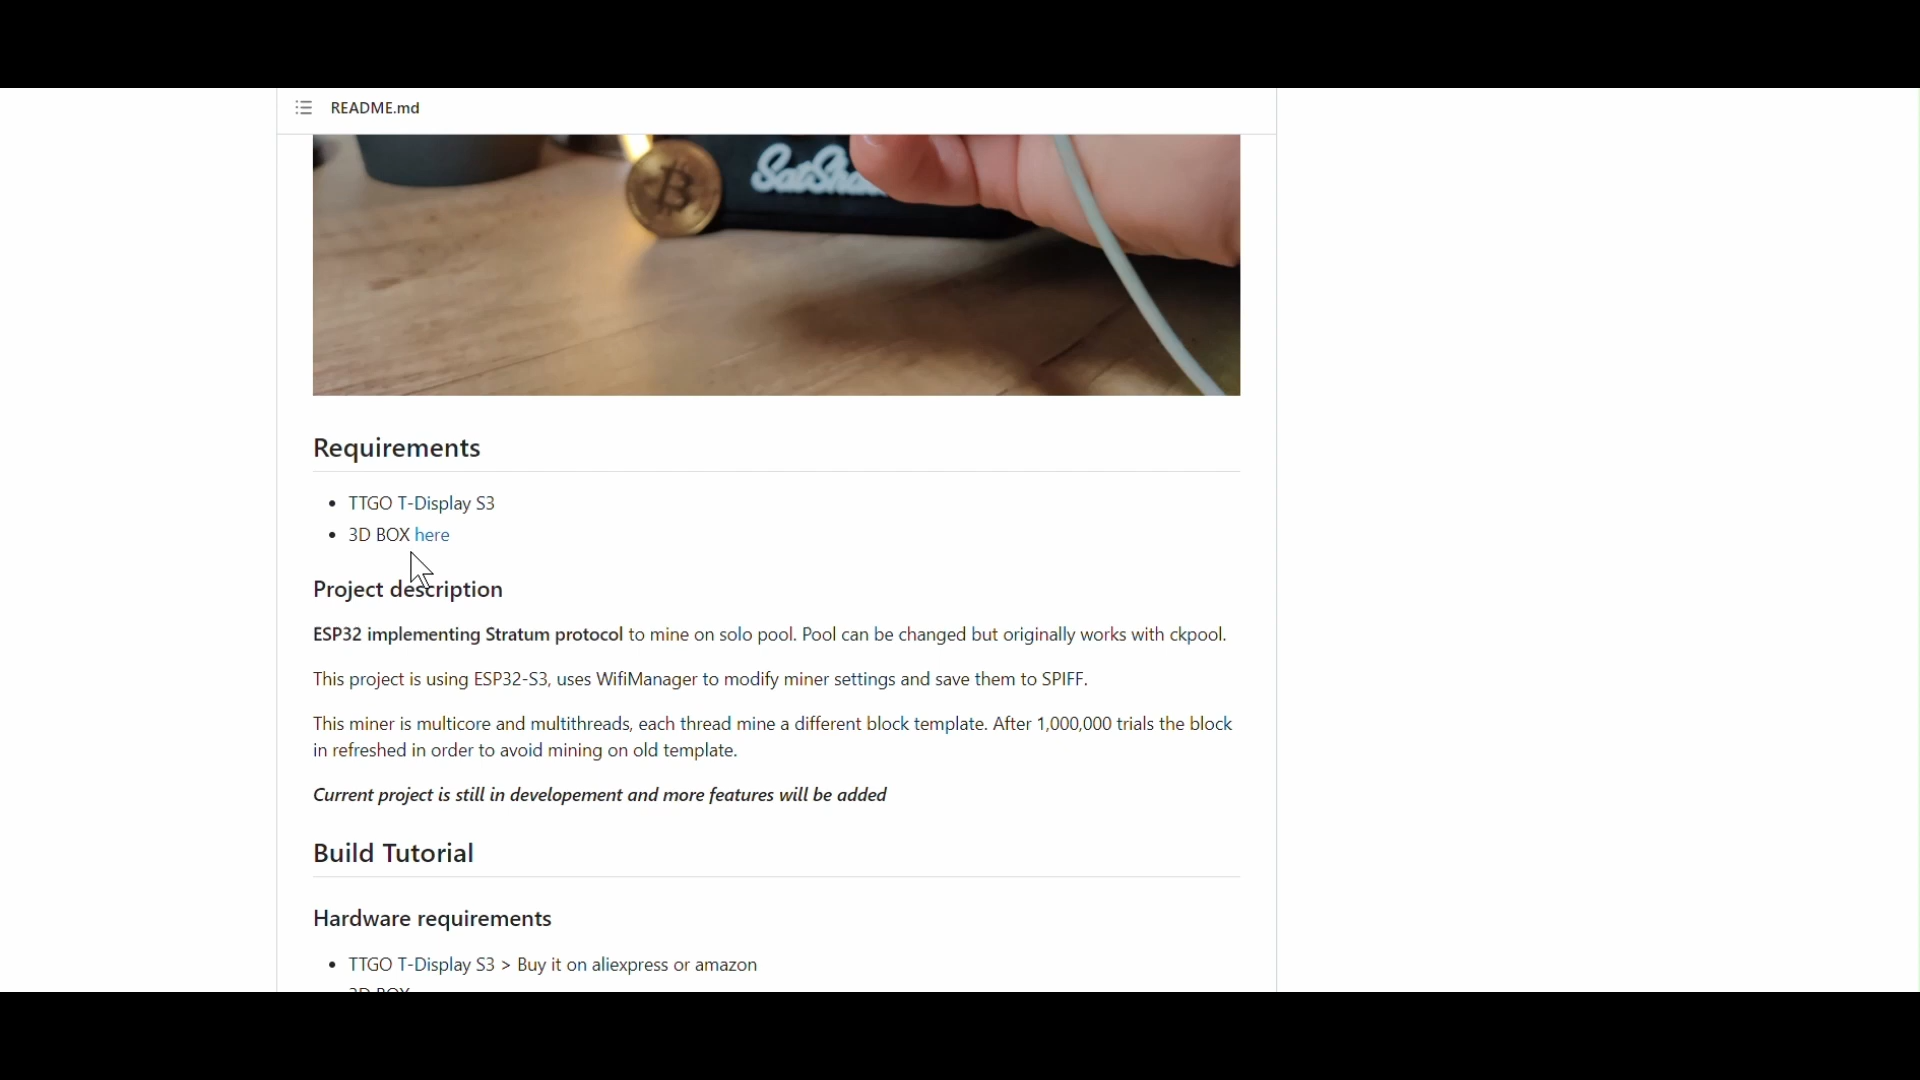 README.md
Requirements
• TTGO T-Display S3
• 3D BOX here
Project description
ESP32 implementing Stratum protocol to mine on solo pool. Pool can be changed but originally works with ckpool.
This project is using ESP32-S3, uses WifiManager to modify miner settings and save them to SPIFF.
This miner is multicore and multithreads, each thread mine a different block template. After 1,000,000 trials the block
in refreshed in order to avoid mining on old template.
Current project is still in developement and more features will be added
Build Tutorial
Hardware requirements
• TTGO T-Display S3 > Buy it on aliexpress or amazon
3D BOX